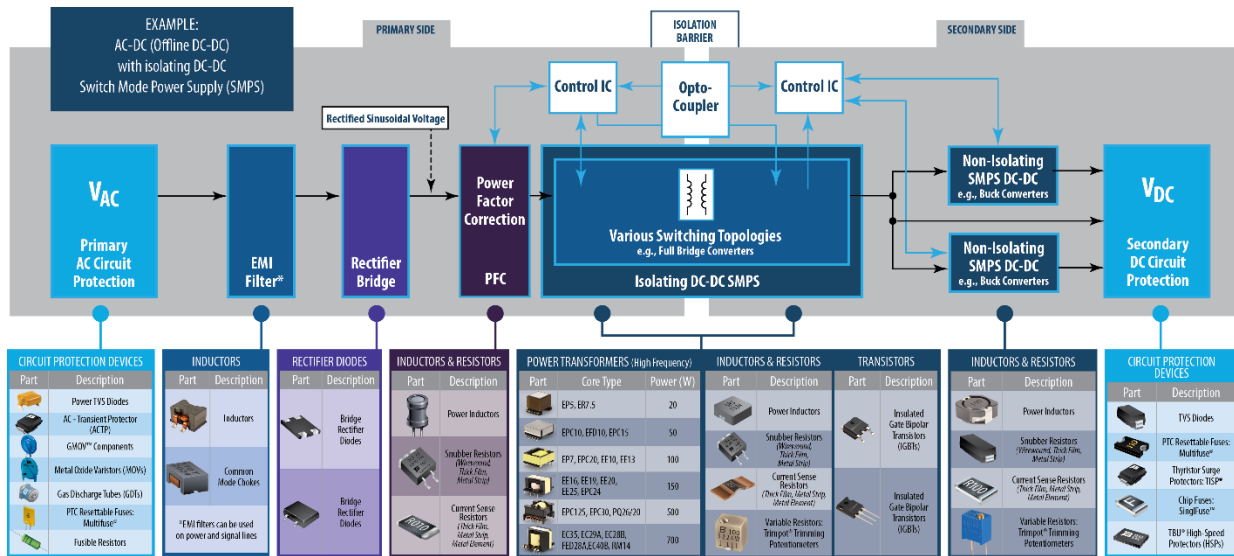 EXAMPLE:
AC-DC (Offline DC-DC)
with isolating DC-DC
Switch Mode Power Supply (SMPS)
PRIMARY SIDE
ISOLATION
BARRIER
SECONDARY SIDE
Control IC
Opto-
Coupler
Control IC
Rectified Sinusoidal Voltage
VAC
Primary
AC Circuit
Protection
EMI
Filter*
Rectifier
Bridge
Power
Factor
Correction
PFC
Various Switching Topologies
e.g., Full Bridge Converters
Isolating DC-DC SMPS
Non-Isolating
SMPS DC-DC
e.g., Buck Converters
Non-Isolating
SMPS DC-DC
e.g., Buck Converters
VDC
Secondary
DC Circuit
Protection
CIRCUIT PROTECTION DEVICES
Part Description
Power TVS Diodes
AC - Transient Protector
(ACTP)
GMOV™ Components
Metal Oxide Varistors (MOVs)
Gas Discharge Tubes (GDTs)
PTC Resettable Fuses:
Multifuse®
Fusible Resistors
INDUCTORS
Part Description
Inductors
Common
Mode Chokes
*EMI filters can be used
on power and signal lines
RECTIFIER DIODES
Part Description
Bridge
Rectifier
Diodes
Bridge
Rectifier
Diodes
INDUCTORS & RESISTORS
Part Description
Power Inductors
Snubber Resistors
(Wirewound,
Thick Film,
Metal Strip)
Current Sense
Resistors
(Thick Film,
Metal Strip,
Metal Element)
R010
POWER TRANSFORMERS (High Frequency)
Part Core Type Power (W)
EP5, ER7.5 20
EPC10, EFD10, EPC15 50
EP7, EPC20, EE10, EE13 100
EE16, EE19, EE20,
EE25, EPC24 150
EPC125, EPC30, PQ26/20 500
EC35, EC29A, EC28B,
FED28A,EC40B, RM14 700
INDUCTORS & RESISTORS
Part Description
Power Inductors
Snubber Resistors
(Wirewound, Thick Film,
Metal Strip)
Current Sense
Resistors
(Thick Film, Metal Strip,
Metal Element)
Variable Resistors:
Trimpot® Trimming
Potentiometers
TRANSISTORS
Part Description
Insulated
Gate Bipolar
Transistors
(IGBTs)
Insulated
Gate Bipolar
Transistors
(IGBTs)
INDUCTORS & RESISTORS
Part Description
Power Inductors
Snubber Resistors
(Wirewound, Thick Film,
Metal Strip)
R100
Current Sense Resistors
(Thick Film, Metal Strip,
Metal Element)
Variable Resistors:
Trimpot® Trimming
Potentiometers
CIRCUIT PROTECTION
DEVICES
Part Description
TVS Diodes
PTC Resettable Fuses:
Multifuse®
Thyristor Surge
Protectors: TISP®
Chip Fuses:
SinglFuse™
TBU® High-Speed
Protectors (HSPs)